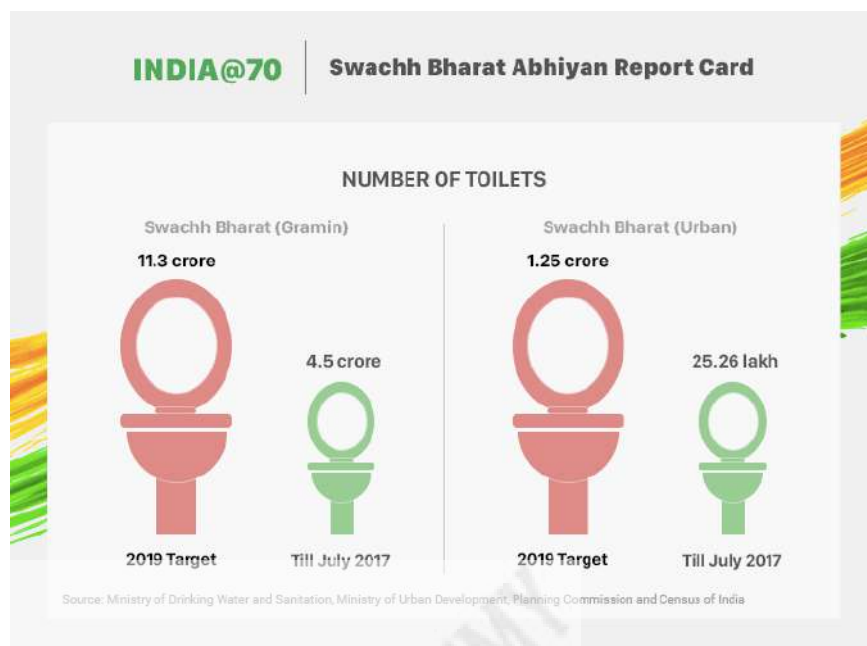 INDIA@70
Swachh Bharat Abhiyan Report Card
NUMBER OF TOILETS
Swachh Bharat (Gramin)
11.3 crore
4.5 crore
2019 Target
Till July 2017
Swachh Bharat (Urban)
1.25 crore
25.26 lakh
2019 Target
Till July 2017
Source: Ministry of Drinking Water and Sanitation, Ministry of Urban Development, Planning Commission and Census of India